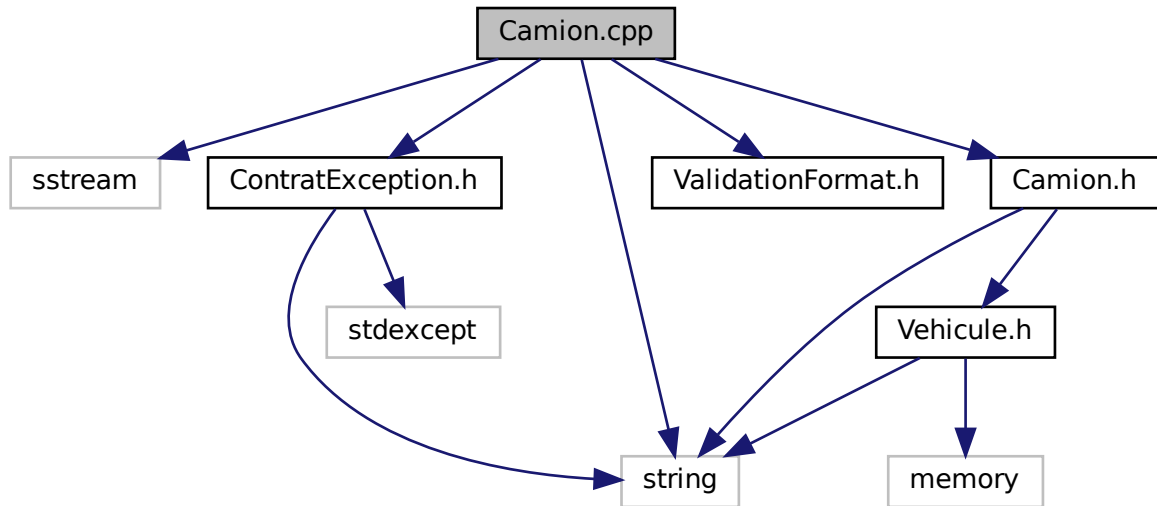 Camion.cpp
sstream
ContratException.h
ValidationFormat.h
Camion.h
stdexcept
Vehicule.h
string
memory